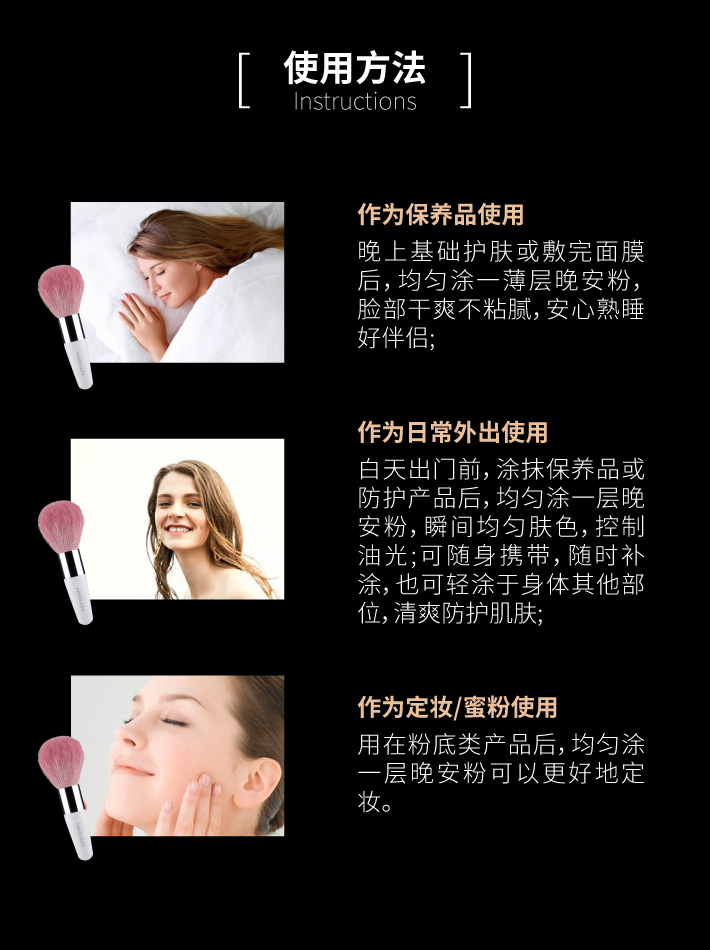 使用方法
Instructions
作为保养品使用
晚上基础护肤或敷完面膜
后，均匀涂一薄层晚安粉，
脸部干爽不粘腻，安心熟睡
好伴侣;
作为日常外出使用
白天出门前，涂抹保养品或
防护产品后，均匀涂一层晚
安粉，瞬间均匀肤色，控制
油光；可随身携带，随时补
涂，也可轻涂于身体其他部
位，清爽防护肌肤;
作为定妆/蜜粉使用
用在粉底类产品后，均匀涂
一层晚安粉可以更好地定
妆。